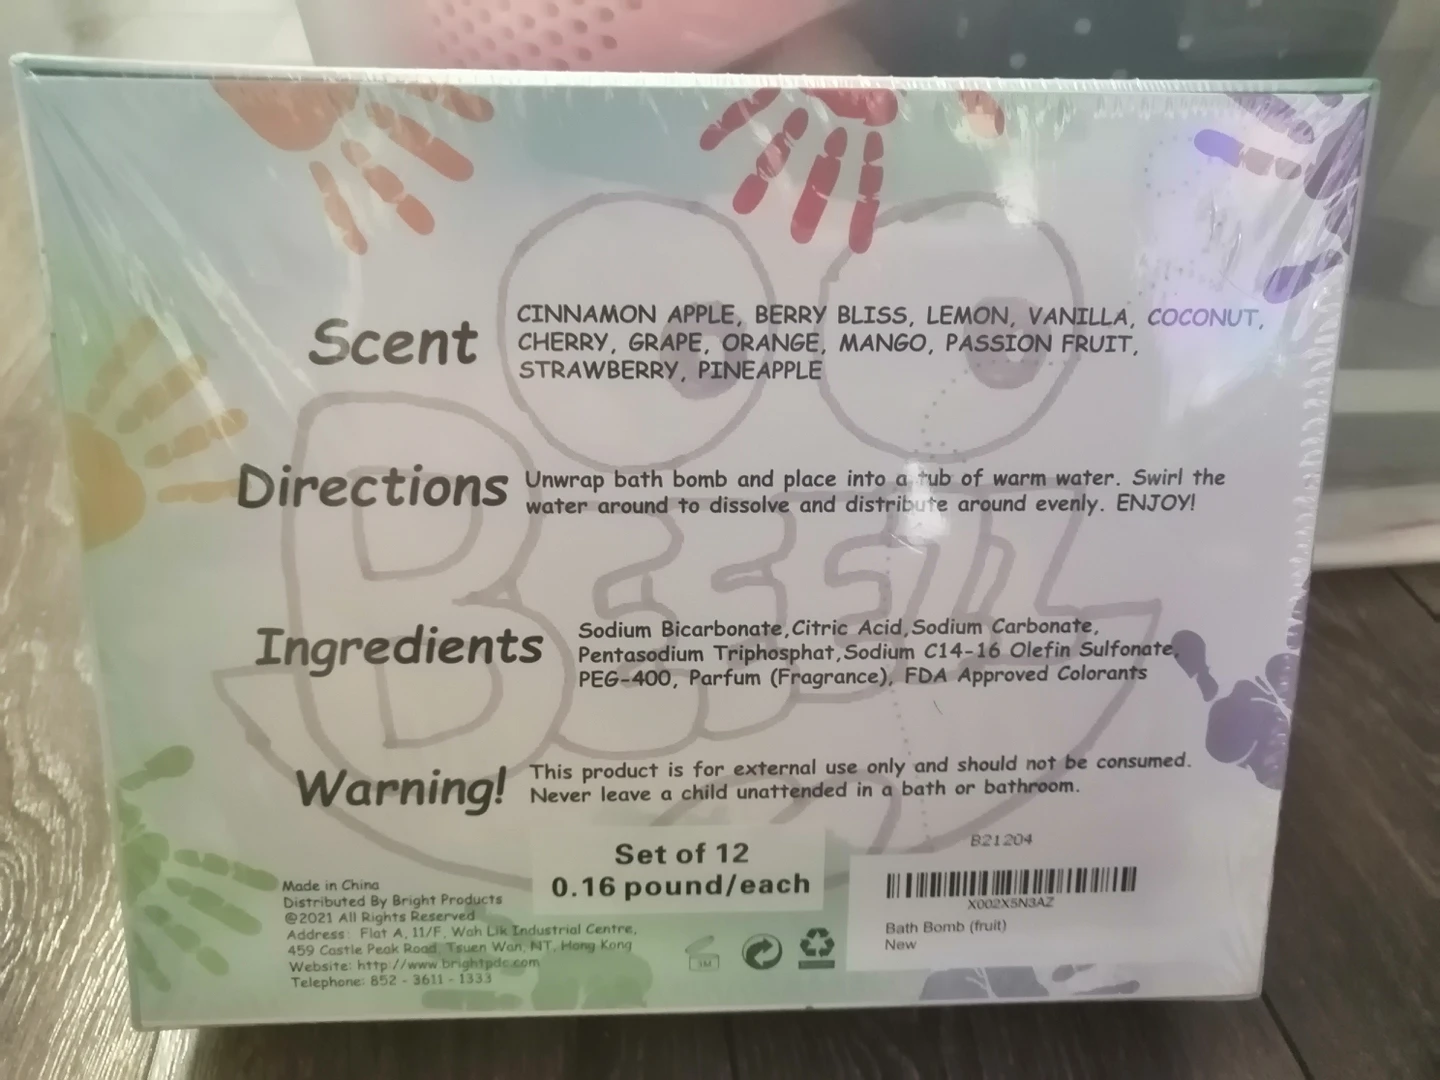 Scent
CINNAMON APPLE, BERRY BLISS, LEMON, VANILLA, COCONUT,
CHERRY, GRAPE, ORANGE, MANGO, PASSION FRUIT,
STRAWBERRY, PINEAPPLE
Directions
Unwrap bath bomb and place into a tub of warm water. Swirl the
water around to dissolve and distribute around evenly. ENJOY!
Ingredients
Sodium Bicarbonate,Citric Acid,Sodium Carbonate,
Pentasodium Triphosphat,Sodium C14-16 Olefin Sulfonate,
PEG-400, Parfum (Fragrance), FDA Approved Colorants
Warning!
This product is for external use only and should not be consumed.
Never leave a child unattended in a bath or bathroom.
Set of 12
0.16 pound/each
Made in China
Distributed By Bright Products
©2021 All Rights Reserved
Address: Flat A, 11/F, Wah Lik Industrial Centre,
459 Castle Peak Road, Tsuen Wan, NT, Hong Kong
Website: http://www.brightpdc.com
Telephone: 852 - 3611 - 1333
B21204
X002X5N3AZ
Bath Bomb (fruit)
New